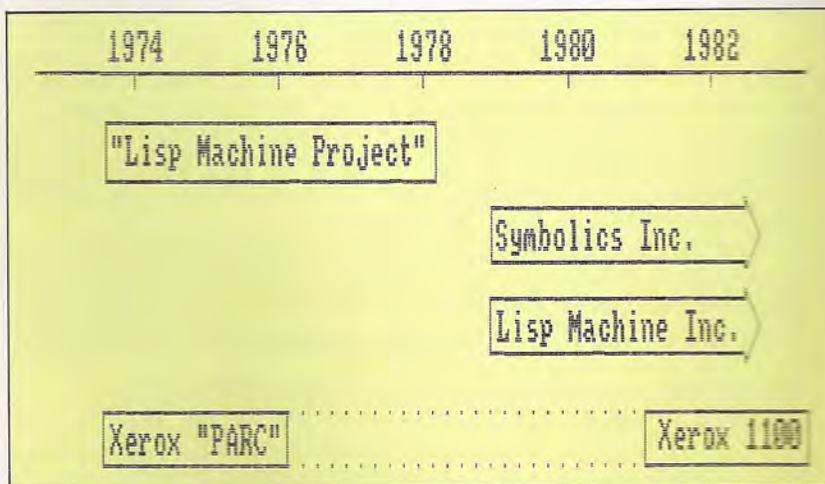 1974 1976 1978 1980 1982
"Lisp Machine Project"
Symbolics Inc.
Lisp Machine Inc.
Xerox "PARC" Xerox 1100